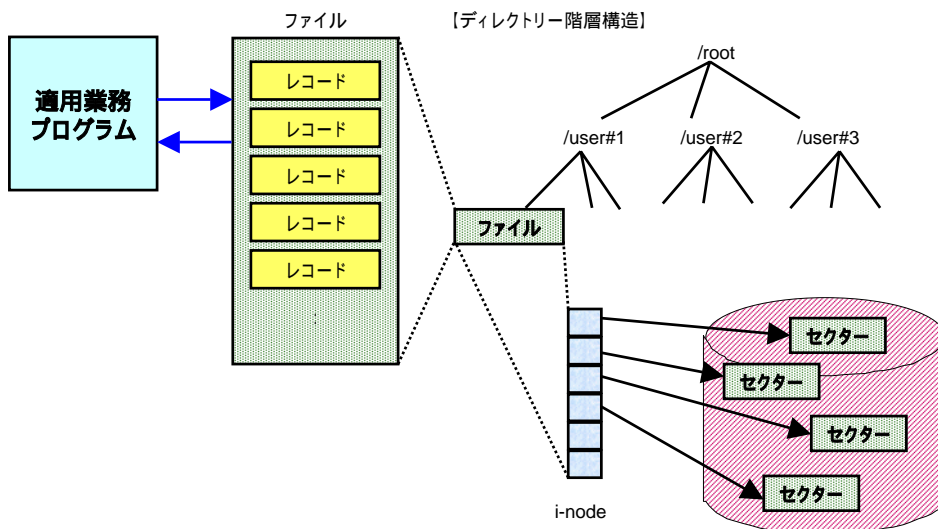 ファイル
【ディレクトリー階層構造】
適用業務
プログラム
レコード
レコード
レコード
レコード
レコード
:
/root
/user#1
/user#2
/user#3
ファイル
セクター
セクター
セクター
セクター
i-node